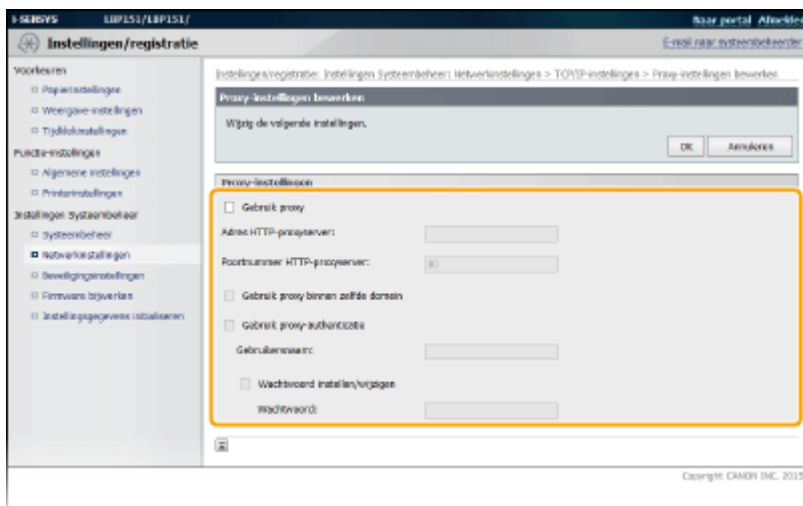 i-SENSYS LBP151/LBP151/ Naar portal Afmelden
Instellingen/registratie E-mail naar systeembeheerder
Voorkeuren
Papierinstellingen
Weergave-instellingen
Tijdklokinstellingen
Functie-instellingen
Algemene instellingen
Printerinstellingen
Instellingen Systeembeheer
Systeembeheer
Netwerkinstellingen
Beveiligingsinstellingen
Firmware bijwerken
Instellingsgegevens initialiseren
Instellingen/registratie: Instellingen Systeembeheer: Netwerkinstellingen > TCP/IP-instellingen > Proxy-instellingen bewerken
Proxy-instellingen bewerken
Wijzig de volgende instellingen.
OK Annuleren
Proxy-instellingen
Gebruik proxy
Adres HTTP-proxyserver:
Poortnummer HTTP-proxyserver: 80
Gebruik proxy binnen zelfde domein
Gebruik proxy-authenticatie
Gebruikersnaam:
Wachtwoord instellen/wijzigen
Wachtwoord:
Copyright CANON INC. 2015